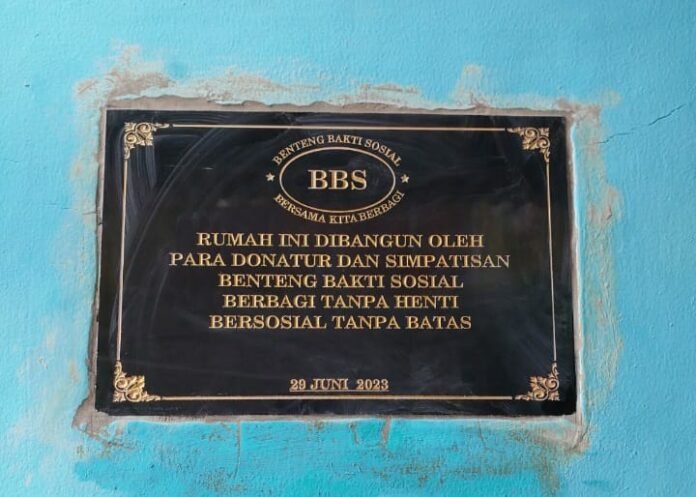 BENTENG BAKTI SOSIAL
BBS
BERSAMA KITA BERBAGI
RUMAH INI DIBANGUN OLEH
PARA DONATUR DAN SIMPATISAN
BENTENG BAKTI SOSIAL
BERBAGI TANPA HENTI
BERSOSIAL TANPA BATAS
29 JUNI 2023